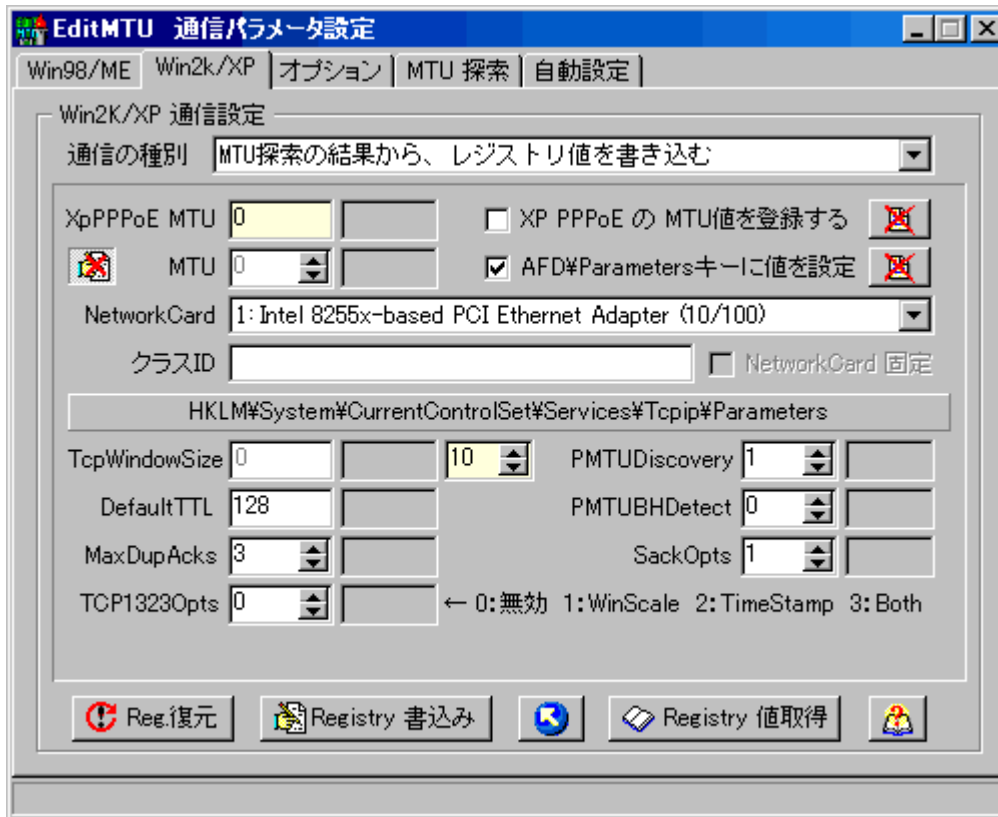 EditMTU 通信パラメータ設定
Win98/ME Win2k/XP オプション MTU 探索 自動設定
Win2K/XP 通信設定
通信の種別 MTU探索の結果から、レジストリ値を書き込む
XpPPPoE MTU 0 XP PPPoE の MTU値を登録する
MTU 0 AFD¥Parametersキーに値を設定
NetworkCard 1: Intel 8255x-based PCI Ethernet Adapter (10/100)
クラスID NetworkCard 固定
HKLM¥System¥CurrentControlSet¥Services¥Tcpip¥Parameters
TcpWindowSize 0 10 PMTUDiscovery 1
DefaultTTL 128 PMTUBHDetect 0
MaxDupAcks 3 SackOpts 1
TCP1323Opts 0 ← 0:無効 1:WinScale 2:TimeStamp 3:Both
Reg.復元 Registry 書込み Registry 値取得